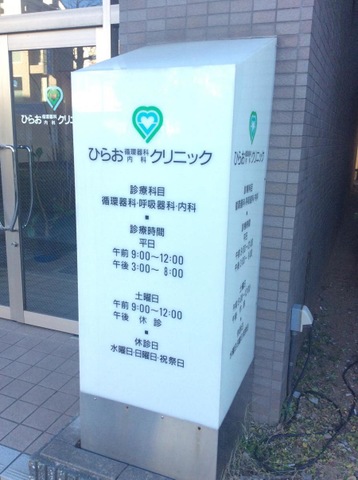 ひらお循環器科内科クリニック
ひらお循環器科内科クリニック
診療科目
循環器科・呼吸器科・内科
■
診療時間
平日
午前 9:00〜12:00
午後 3:00〜 6:00
土曜日
午前 9:00〜12:00
午後 休 診
■
休診日
水曜日・日曜日・祝祭日